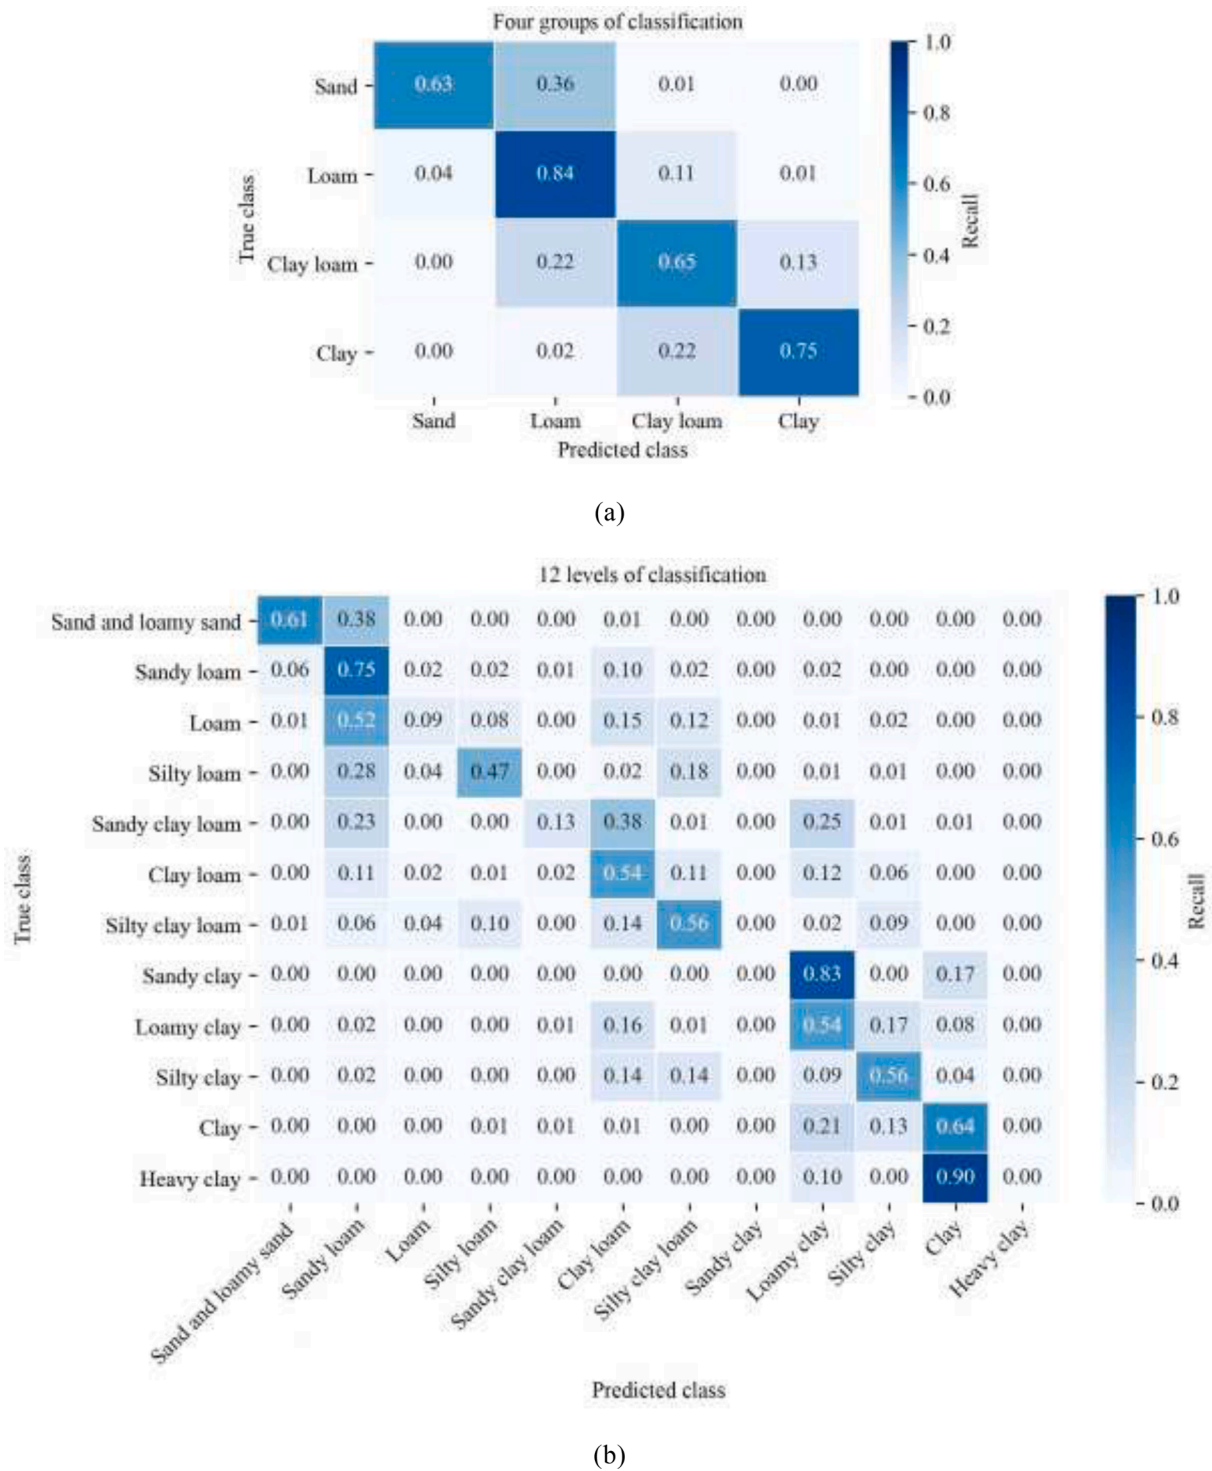 Four groups of classification
Sand 0.63 0.36 0.01 0.00
Loam 0.04 0.84 0.11 0.01
Clay loam 0.00 0.22 0.65 0.13
Clay 0.00 0.02 0.22 0.75
Sand Loam Clay loam Clay
Predicted class
True class
1.0
0.8
0.6
0.4
0.2
0.0
Recall
(a)
12 levels of classification
Sand and loamy sand 0.61 0.38 0.00 0.00 0.00 0.01 0.00 0.00 0.00 0.00 0.00 0.00
Sandy loam 0.06 0.75 0.02 0.02 0.01 0.10 0.02 0.00 0.02 0.00 0.00 0.00
Loam 0.01 0.52 0.09 0.08 0.00 0.15 0.12 0.00 0.01 0.02 0.00 0.00
Silty loam 0.00 0.28 0.04 0.47 0.00 0.02 0.18 0.00 0.01 0.01 0.00 0.00
Sandy clay loam 0.00 0.23 0.00 0.00 0.13 0.38 0.01 0.00 0.25 0.01 0.01 0.00
Clay loam 0.00 0.11 0.02 0.01 0.02 0.54 0.11 0.00 0.12 0.06 0.00 0.00
Silty clay loam 0.01 0.06 0.04 0.10 0.00 0.14 0.56 0.00 0.02 0.09 0.00 0.00
Sandy clay 0.00 0.00 0.00 0.00 0.00 0.00 0.00 0.00 0.83 0.00 0.17 0.00
Loamy clay 0.00 0.02 0.00 0.00 0.01 0.16 0.01 0.00 0.54 0.17 0.08 0.00
Silty clay 0.00 0.02 0.00 0.00 0.00 0.14 0.14 0.00 0.09 0.56 0.04 0.00
Clay 0.00 0.00 0.00 0.01 0.01 0.01 0.00 0.00 0.21 0.13 0.64 0.00
Heavy clay 0.00 0.00 0.00 0.00 0.00 0.00 0.00 0.00 0.10 0.00 0.90 0.00
Sand and loamy sand Sandy loam Loam Silty loam Sandy clay loam Clay loam Silty clay loam Sandy clay Loamy clay Silty clay Clay Heavy clay
Predicted class
True class
1.0
0.8
0.6
0.4
0.2
0.0
Recall
(b)